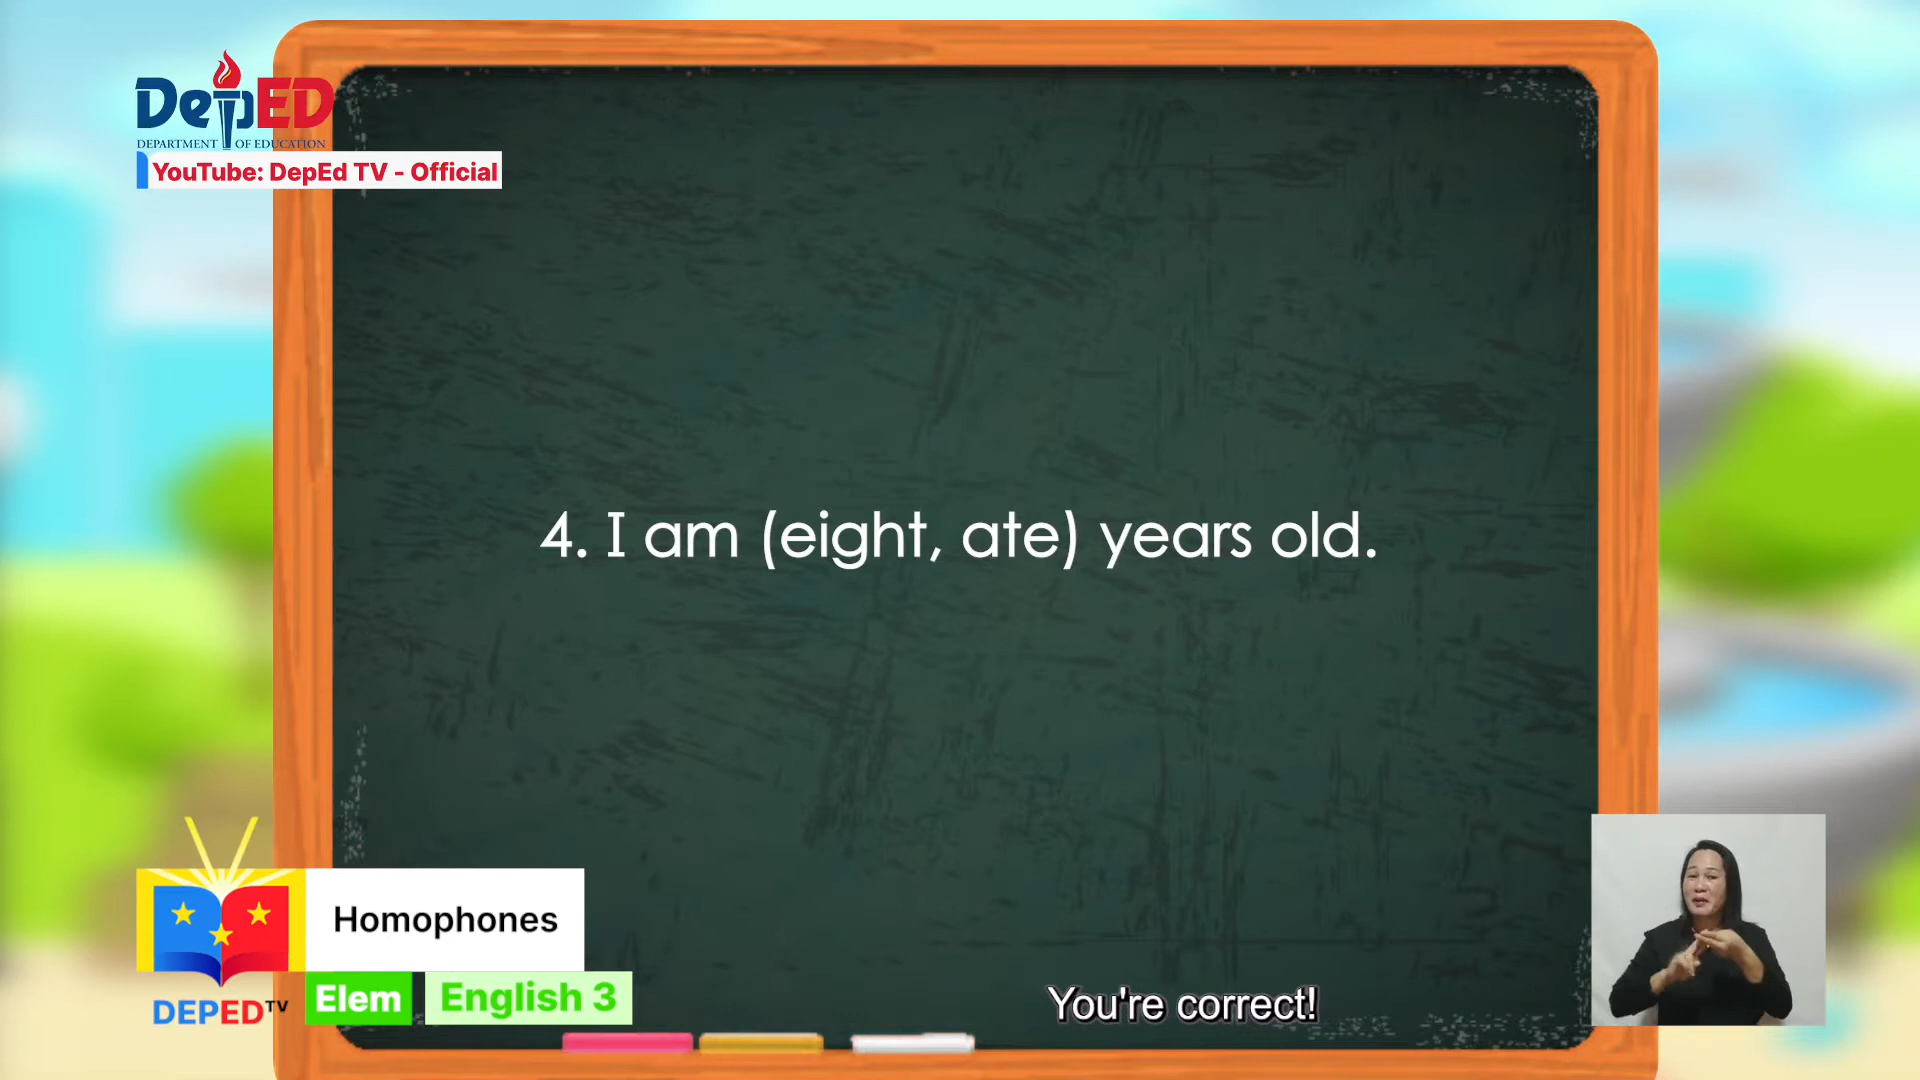 DepED
DEPARTMENT OF EDUCATION
YouTube: DepEd TV - Official
4. I am (eight, ate) years old.
Homophones
DEPED TV
Elem
English 3
You're correct!